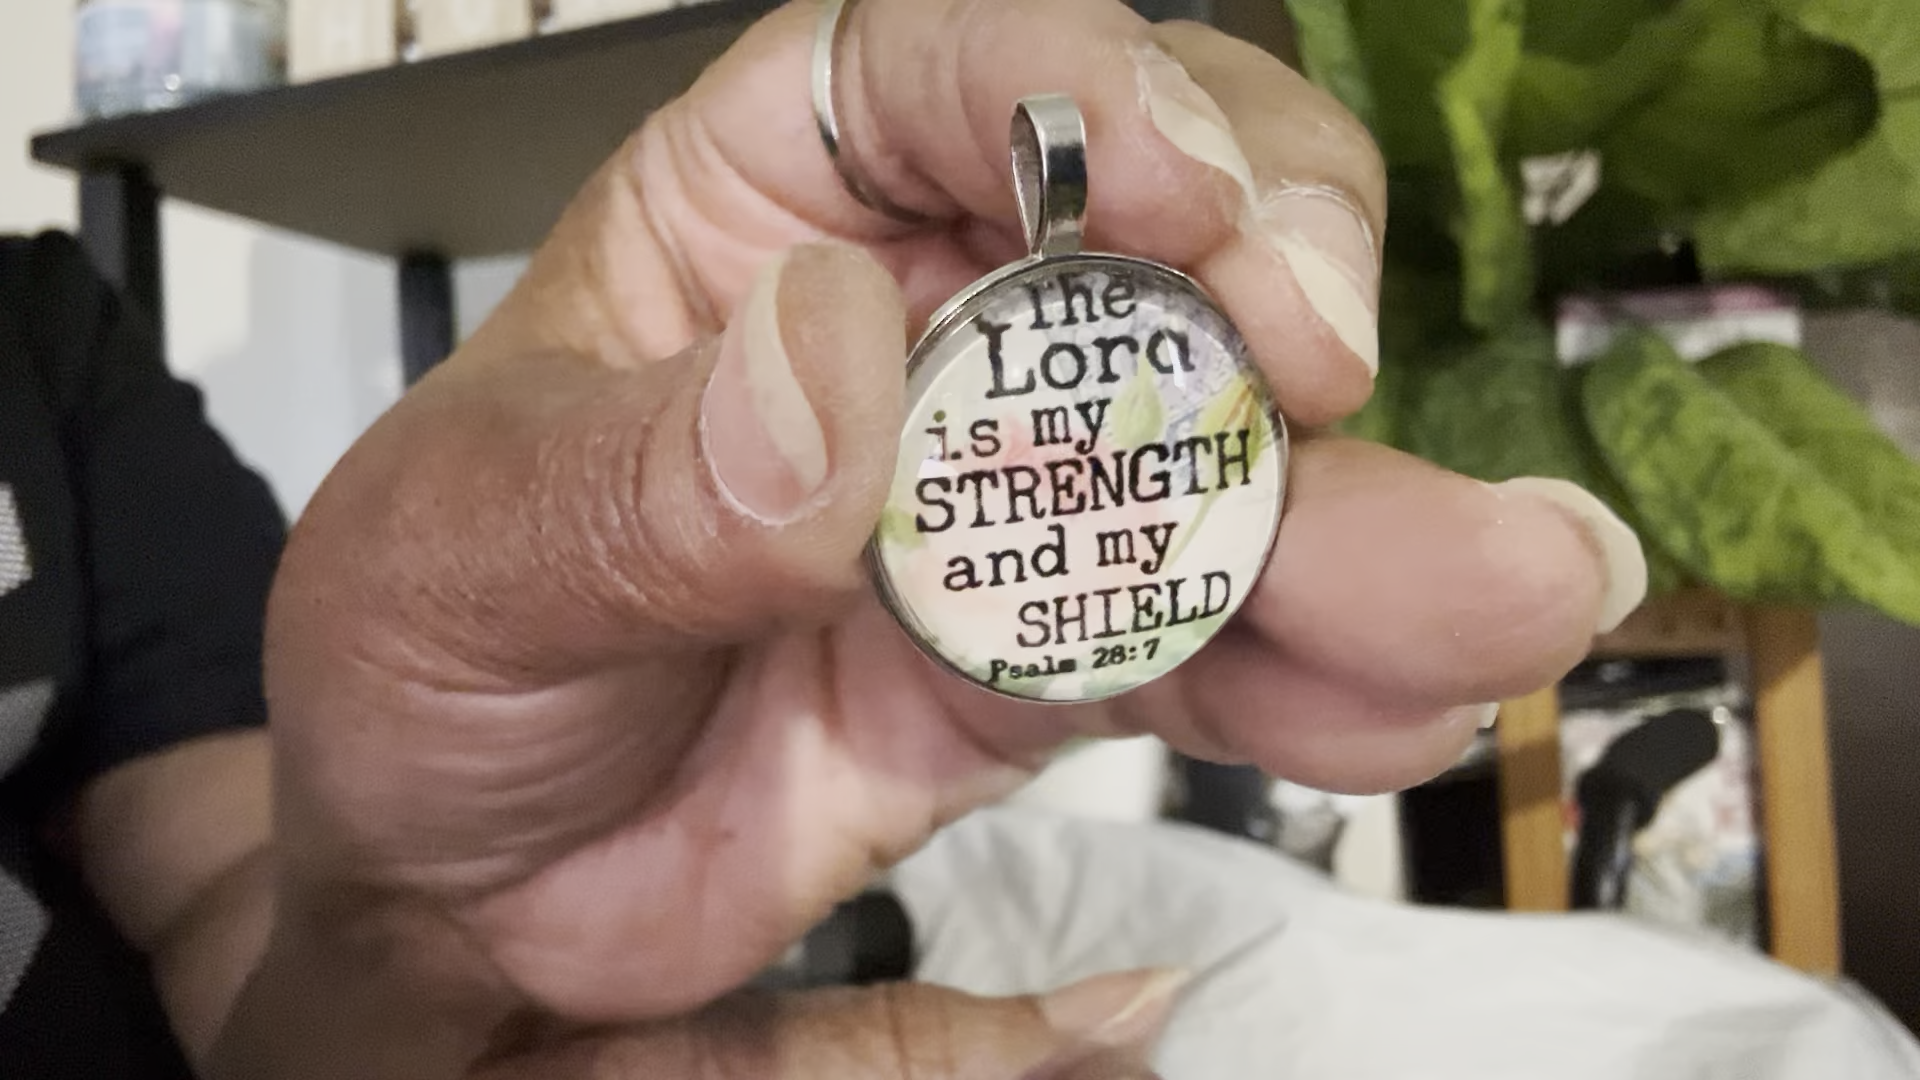 The
Lord
is my
STRENGTH
and my
SHIELD
Psalm 28:7